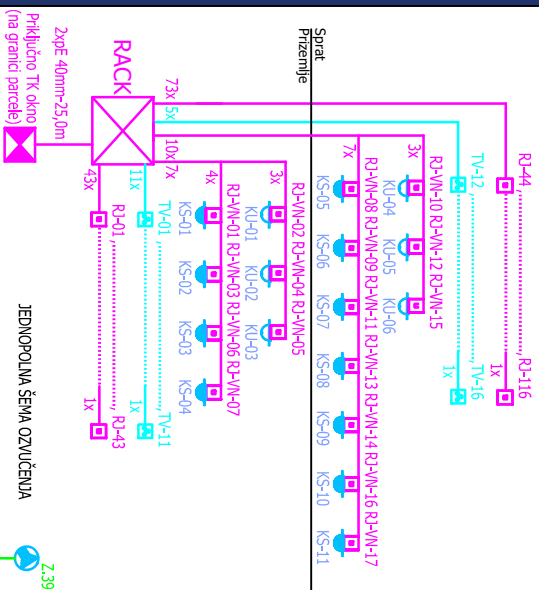 Sprat
Prizemlje
RJ-44,
, RJ-116
1x
TV-12
, TV-16
1x
73x
5x
10x
7x
3x
RJ-VN-10 RJ-VN-12 RJ-VN-15
KU-04
KU-05
KU-06
7x
RJ-VN-08 RJ-VN-09 RJ-VN-11 RJ-VN-13 RJ-VN-14 RJ-VN-16 RJ-VN-17
KS-05
KS-06
KS-07
KS-08
KS-09
KS-10
KS-11
3x
RJ-VN-02 RJ-VN-04 RJ-VN-05
KU-01
KU-02
KU-03
4x
RJ-VN-01 RJ-VN-03 RJ-VN-06 RJ-VN-07
KS-01
KS-02
KS-03
KS-04
11x
TV-01,
, TV-11
1x
43x
RJ-01,
, RJ-43
1x
RACK
2xpE 40mm-25,0m
Priključno TK okno
(na granici parcele)
JEDNOPOLNA ŠEMA OZVUČENJA
Z.39